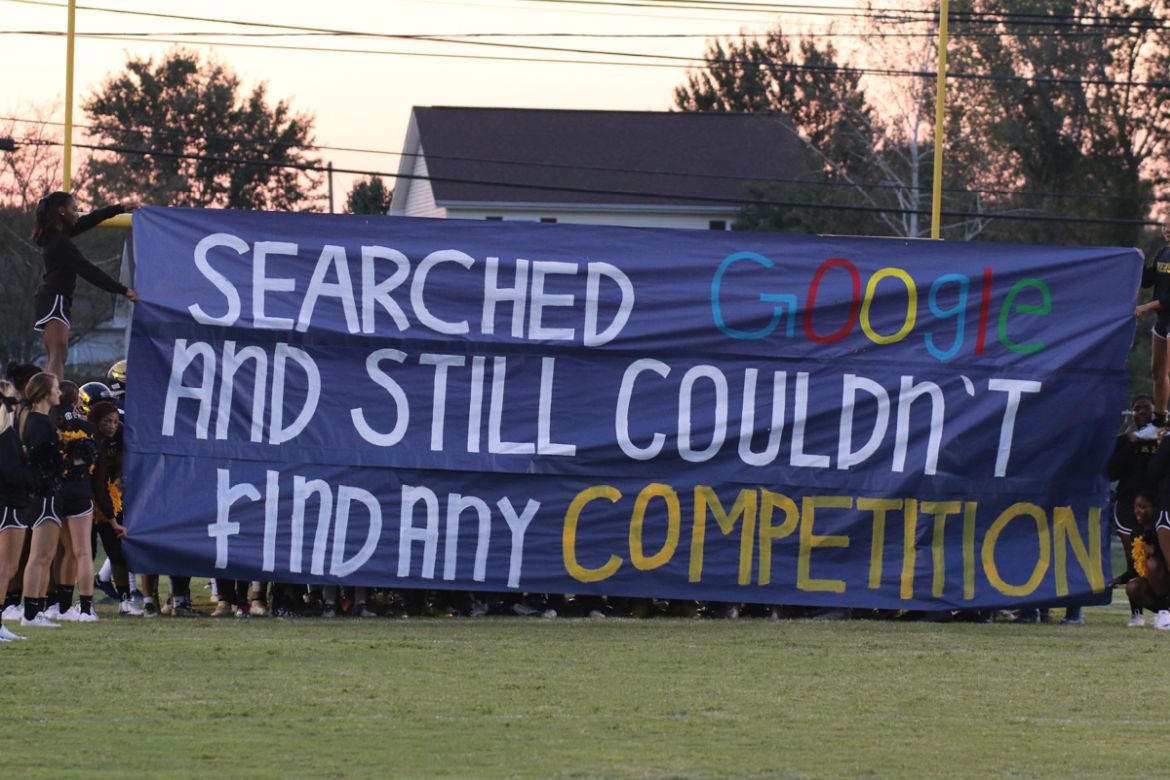 SEARCHED Google
AND STILL COULDN'T
FIND ANY COMPETITION